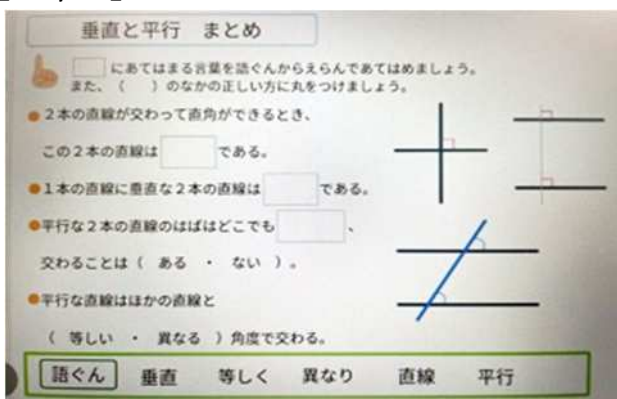 垂直と平行　まとめ
□にあてはまる言葉を語ぐんからえらんであてはめましょう。
また、（　　）のなかの正しい方に丸をつけましょう。
●２本の直線が交わって直角ができるとき、
この２本の直線は□である。
●１本の直線に垂直な２本の直線は□である。
●平行な２本の直線のはばはどこでも□、
交わることは（　ある　・　ない　）。
●平行な直線はほかの直線と
（　等しい　・　異なる　）角度で交わる。
語ぐん　垂直　等しく　異なり　直線　平行